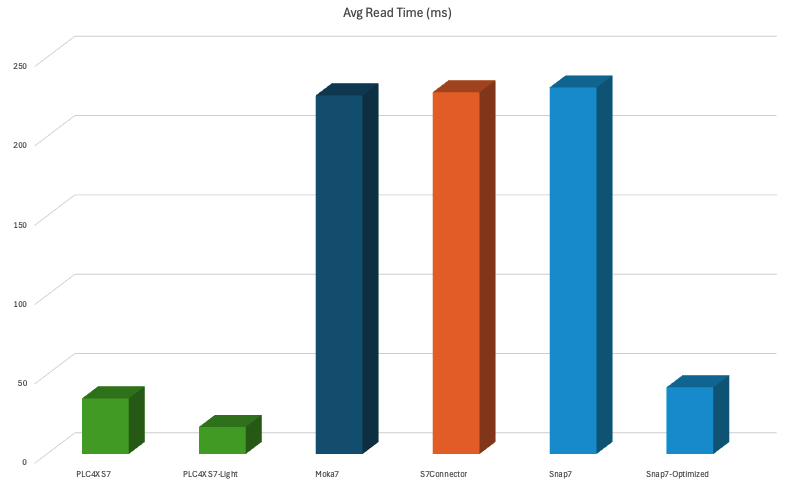 Avg Read Time (ms)
250
200
150
100
50
0
PLC4X S7
PLC4X S7-Light
Moka7
S7Connector
Snap7
Snap7-Optimized